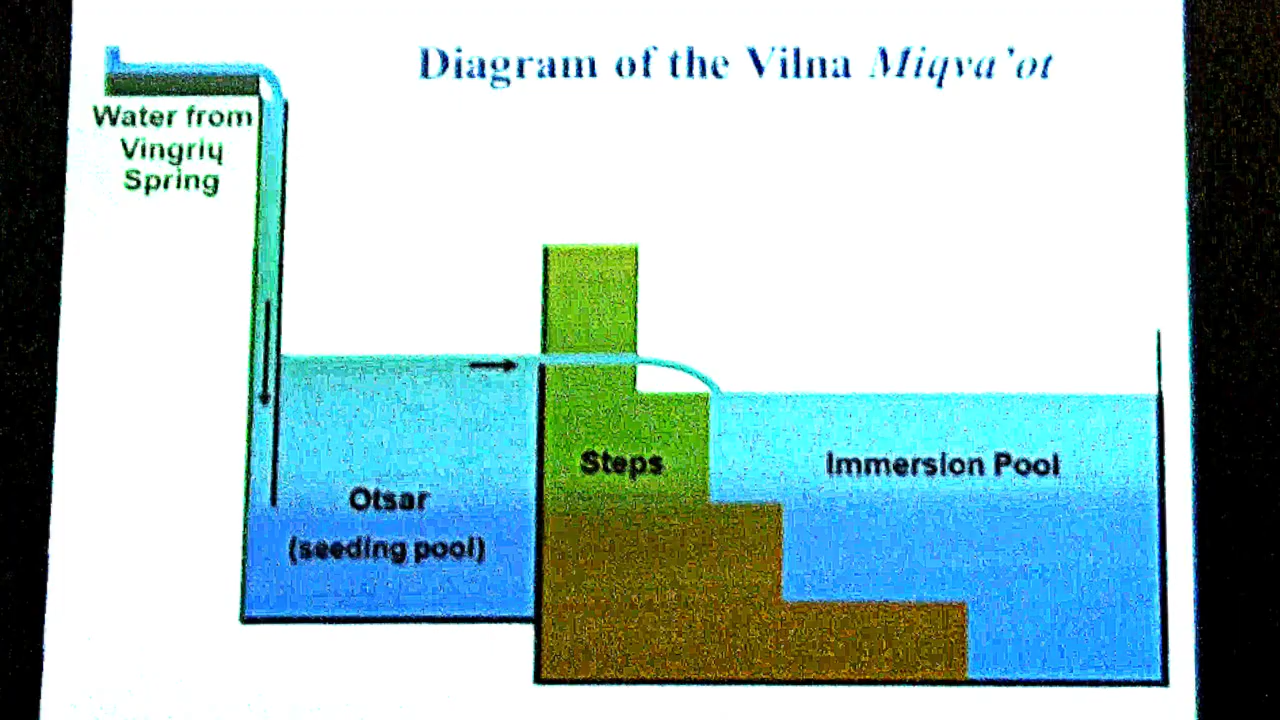 Diagram of the Vilna Miqva'ot
Water from
Vingrių
Spring
Otsar
(seeding pool)
Steps
Immersion Pool